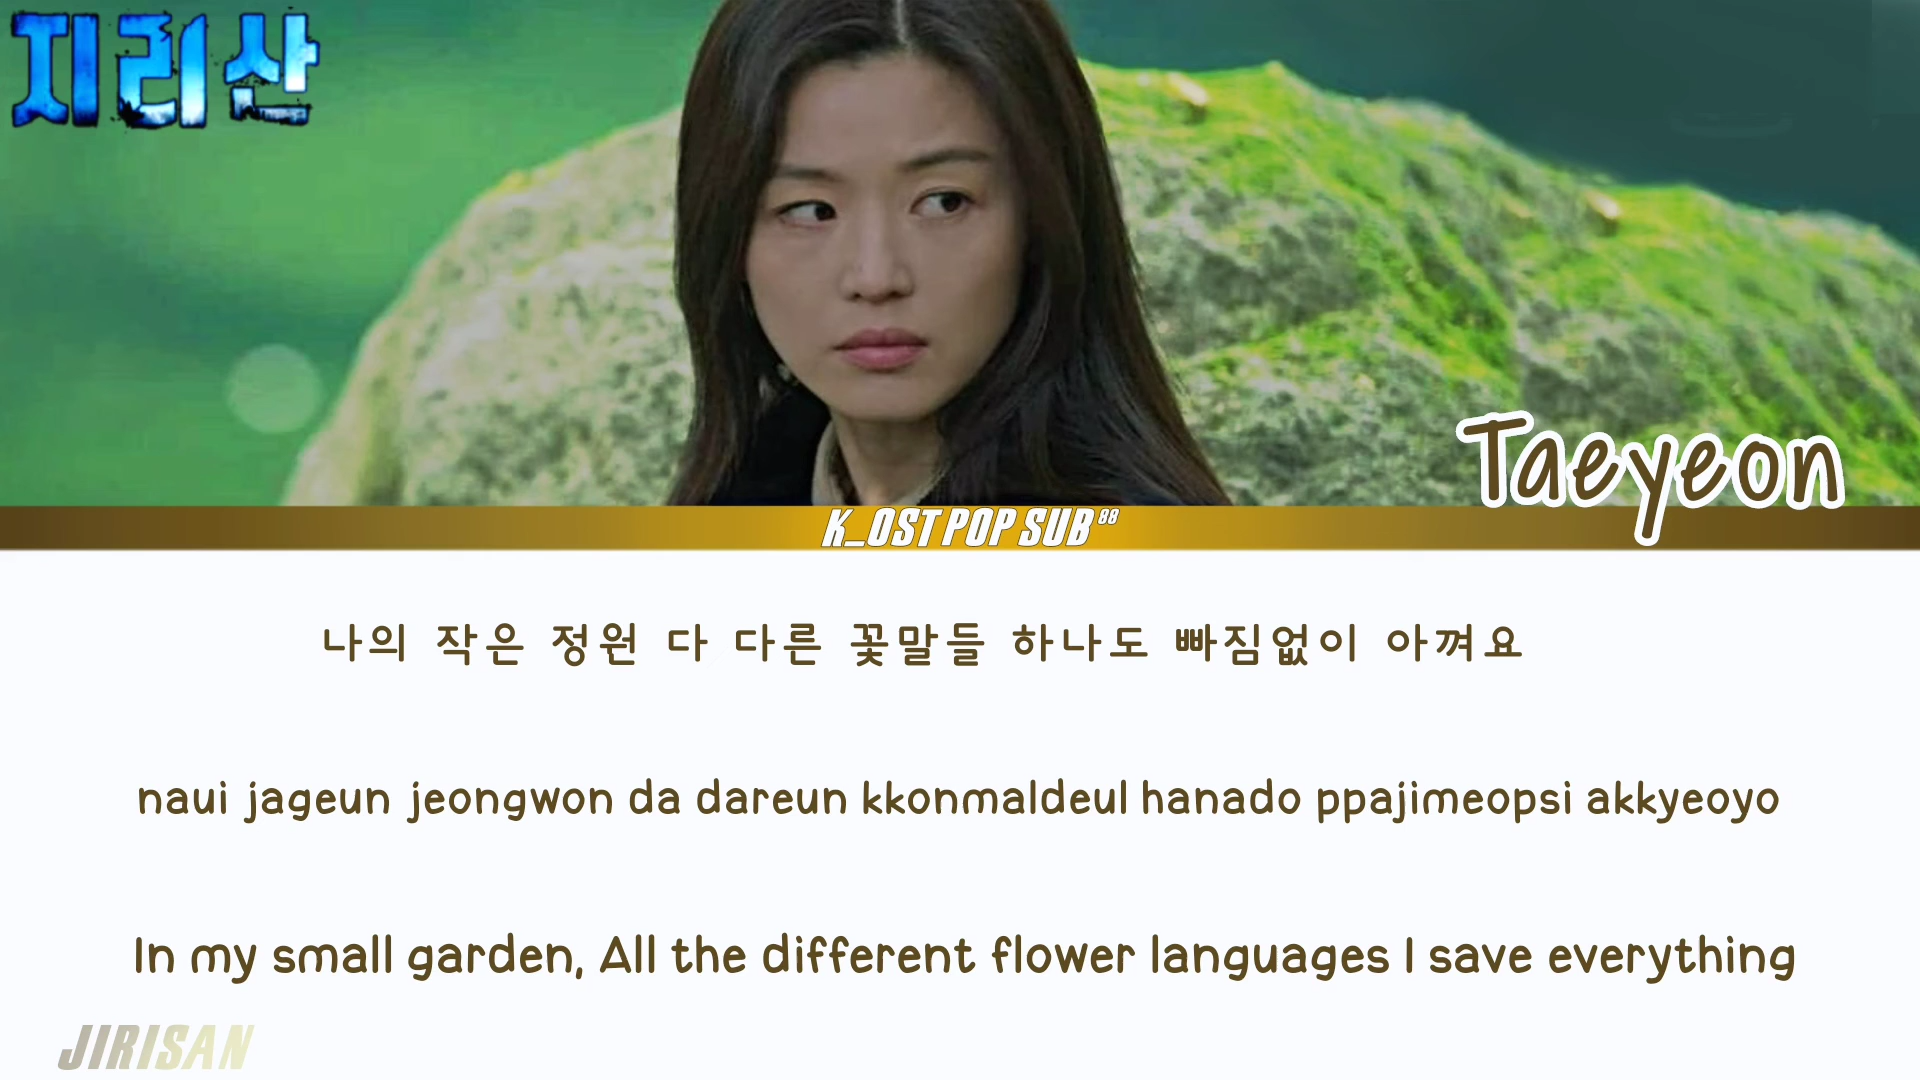 지리산
Taeyeon
K_OST POP SUB 88
나의 작은 정원 다 다른 꽃말들 하나도 빠짐없이 아껴요
naui jageun jeongwon da dareun kkonmaldeul hanado ppajimeopsi akkyeoyo
In my small garden, All the different flower languages I save everything
JIRISAN